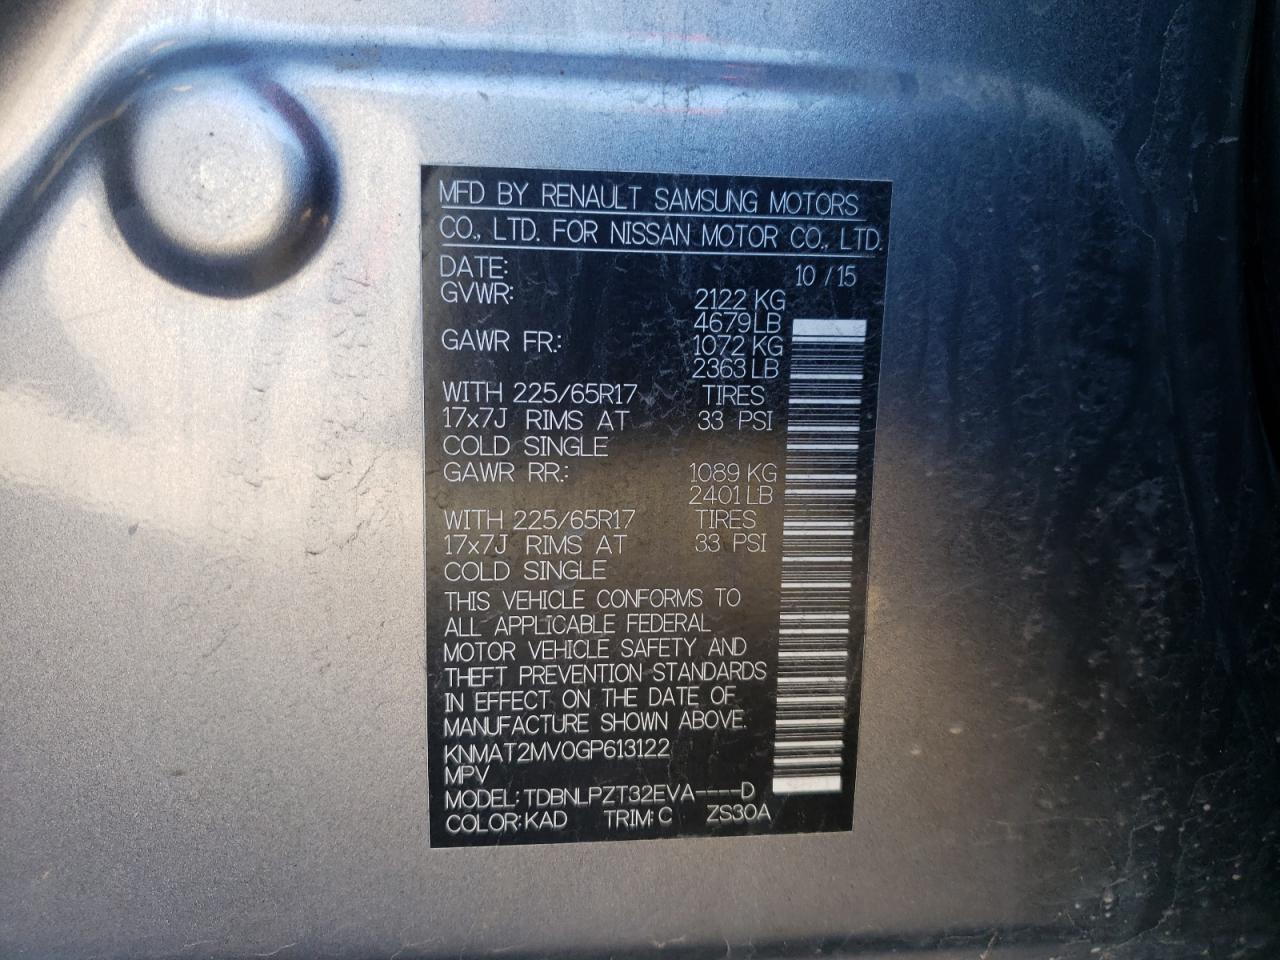 MFD BY RENAULT SAMSUNG MOTORS
CO., LTD. FOR NISSAN MOTOR CO., LTD.
DATE: 10 / 15
GVWR: 2122 KG
4679 LB
GAWR FR: 1072 KG
2363 LB
WITH 225/65R17 TIRES
17x7J RIMS AT 33 PSI
COLD SINGLE
GAWR RR: 1089 KG
2401 LB
WITH 225/65R17 TIRES
17x7J RIMS AT 33 PSI
COLD SINGLE
THIS VEHICLE CONFORMS TO
ALL APPLICABLE FEDERAL
MOTOR VEHICLE SAFETY AND
THEFT PREVENTION STANDARDS
IN EFFECT ON THE DATE OF
MANUFACTURE SHOWN ABOVE.
KNMAT2MV0GP613122
MPV
MODEL: TDBNLPZT32EVA----D
COLOR: KAD TRIM: C ZS30A